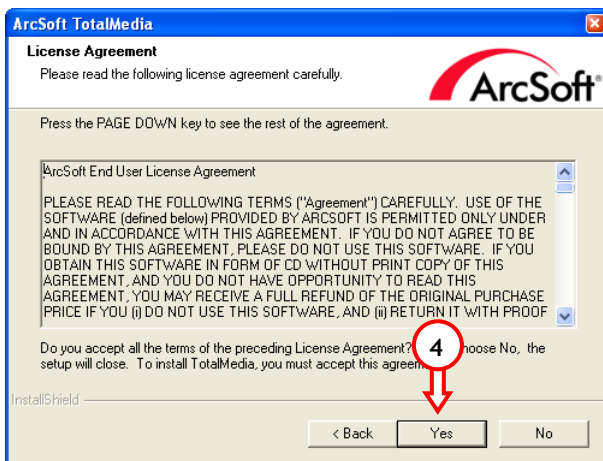 ArcSoft TotalMedia
License Agreement
Please read the following license agreement carefully.
ArcSoft
Press the PAGE DOWN key to see the rest of the agreement.
ArcSoft End User License Agreement
PLEASE READ THE FOLLOWING TERMS ("Agreement") CAREFULLY. USE OF THE
SOFTWARE (defined below) PROVIDED BY ARCSOFT IS PERMITTED ONLY UNDER
AND IN ACCORDANCE WITH THIS AGREEMENT. IF YOU DO NOT AGREE TO BE
BOUND BY THIS AGREEMENT, PLEASE DO NOT USE THIS SOFTWARE. IF YOU
OBTAIN THIS SOFTWARE IN FORM OF CD WITHOUT PRINT COPY OF THIS
AGREEMENT, AND YOU DO NOT HAVE OPPORTUNITY TO READ THIS
AGREEMENT, YOU MAY RECEIVE A FULL REFUND OF THE ORIGINAL PURCHASE
PRICE IF YOU (i) DO NOT USE THIS SOFTWARE, AND (ii) RETURN IT WITH PROOF
Do you accept all the terms of the preceding License Agreement? 4 No, the
setup will close. To install TotalMedia, you must accept this
InstallShield
< Back Yes No